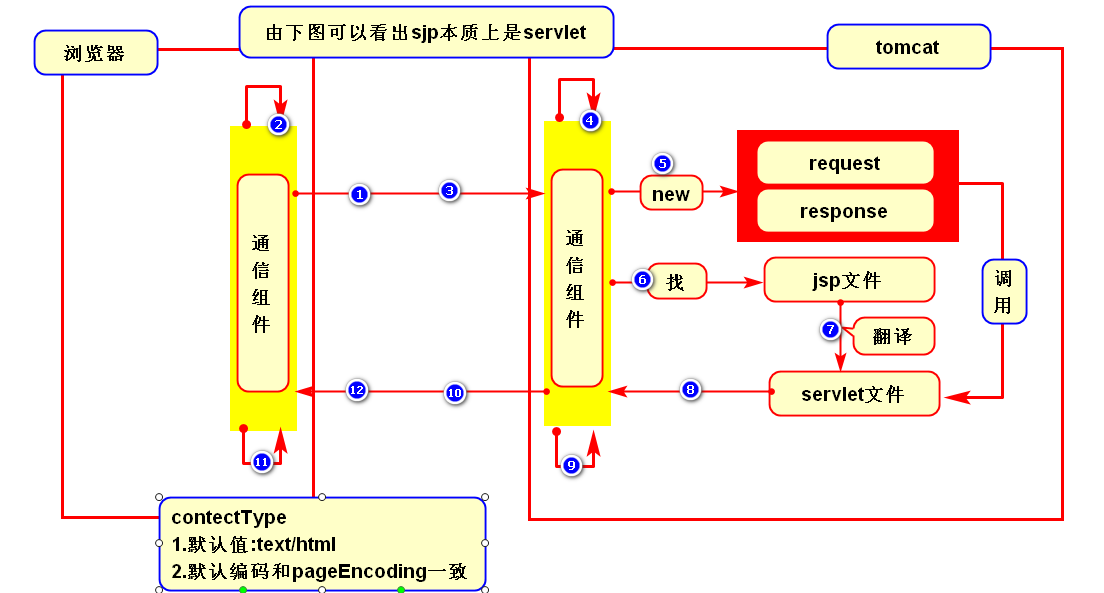 由下图可以看出sjp本质上是servlet
浏览器
tomcat
2
4
5
1
3
new
request
response
通信组件
通信组件
6
找
jsp文件
调用
7
翻译
12
10
8
servlet文件
11
9
contectType
1.默认值:text/html
2.默认编码和pageEncoding一致